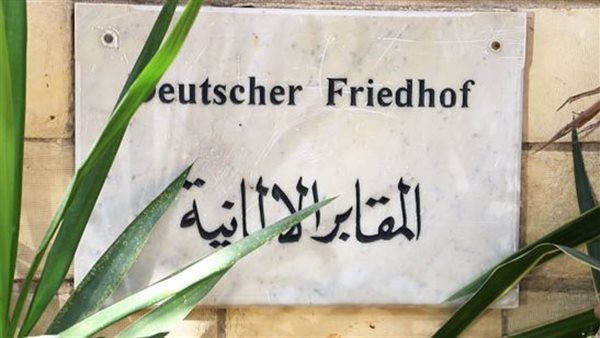 Deutscher Friedhof
المقابر الالمانية